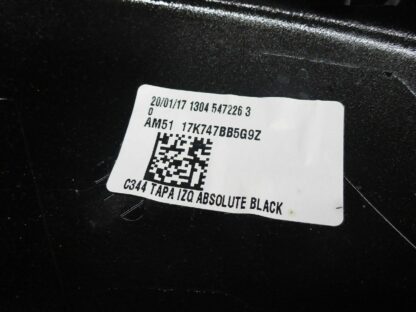 20/01/17 1304 547226 3
0
AM51 17K747BB5G9Z
C344 TAPA IZQ ABSOLUTE BLACK